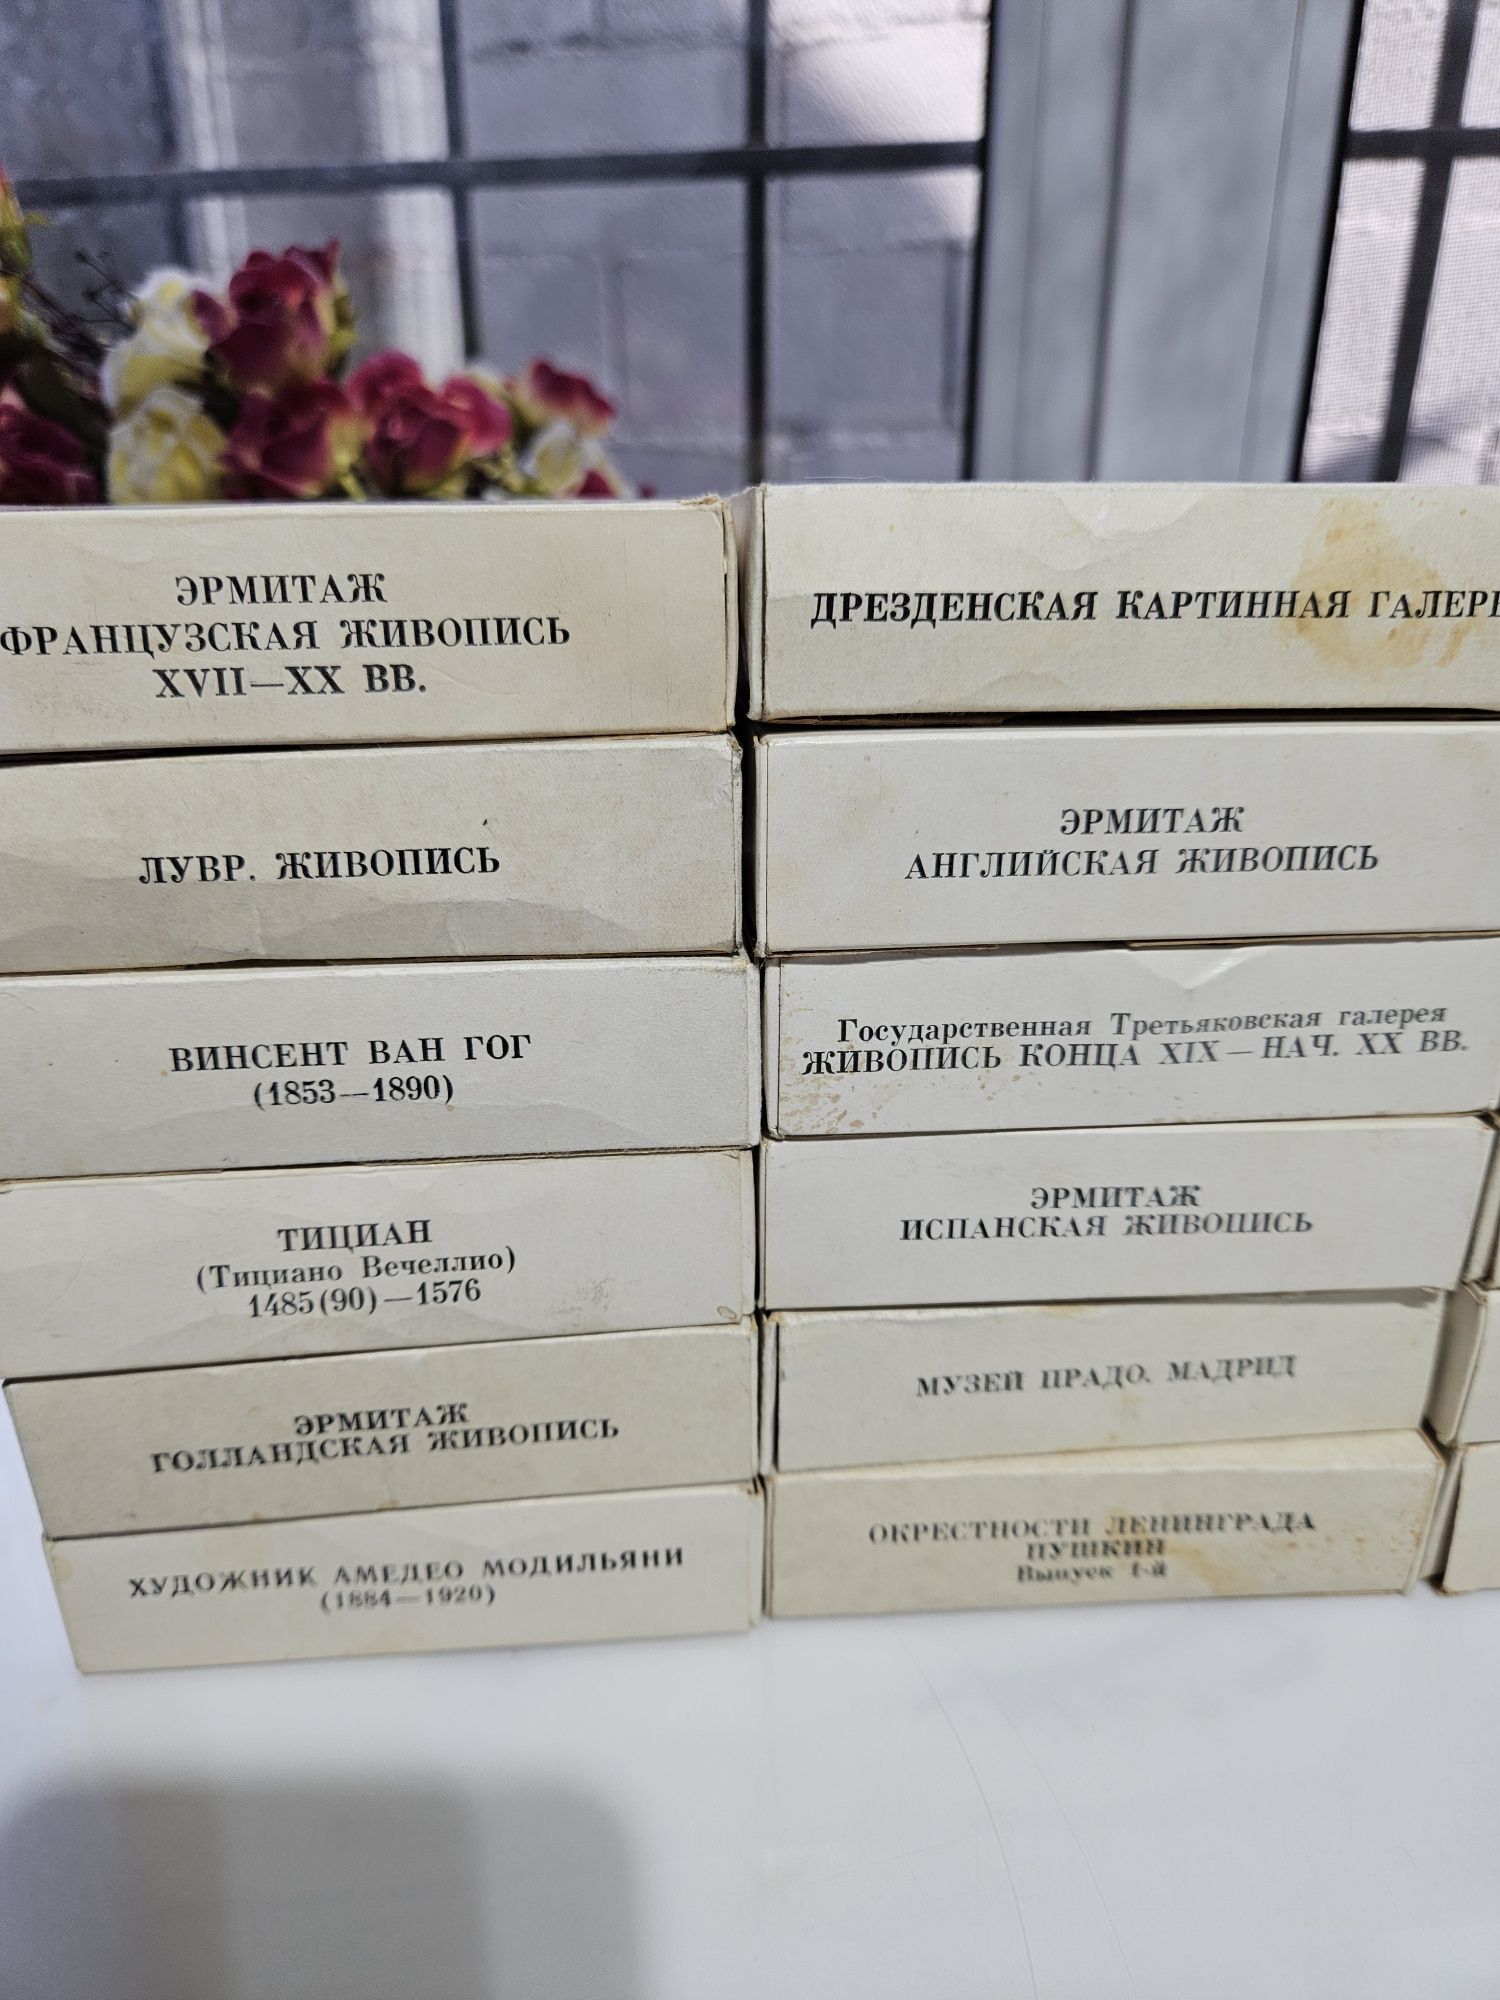 ЭРМИТАЖ
ФРАНЦУЗСКАЯ ЖИВОПИСЬ
XVII—XX ВВ.
ЛУВР. ЖИВОПИСЬ
ВИНСЕНТ ВАН ГОГ
(1853—1890)
ТИЦИАН
(Тициано Вечеллио)
1485(90)—1576
ЭРМИТАЖ
ГОЛЛАНДСКАЯ ЖИВОПИСЬ
ХУДОЖНИК АМЕДЕО МОДИЛЬЯНИ
(1884—1920)
ДРЕЗДЕНСКАЯ КАРТИННАЯ ГАЛЕРЕ
ЭРМИТАЖ
АНГЛИЙСКАЯ ЖИВОПИСЬ
Государственная Третьяковская галерея
ЖИВОПИСЬ КОНЦА XIX — НАЧ. XX ВВ.
ЭРМИТАЖ
ИСПАНСКАЯ ЖИВОПИСЬ
МУЗЕЙ ПРАДО. МАДРИД
ОКРЕСТНОСТИ ЛЕНИНГРАДА
ПУШКИН
Выпуск 1-й